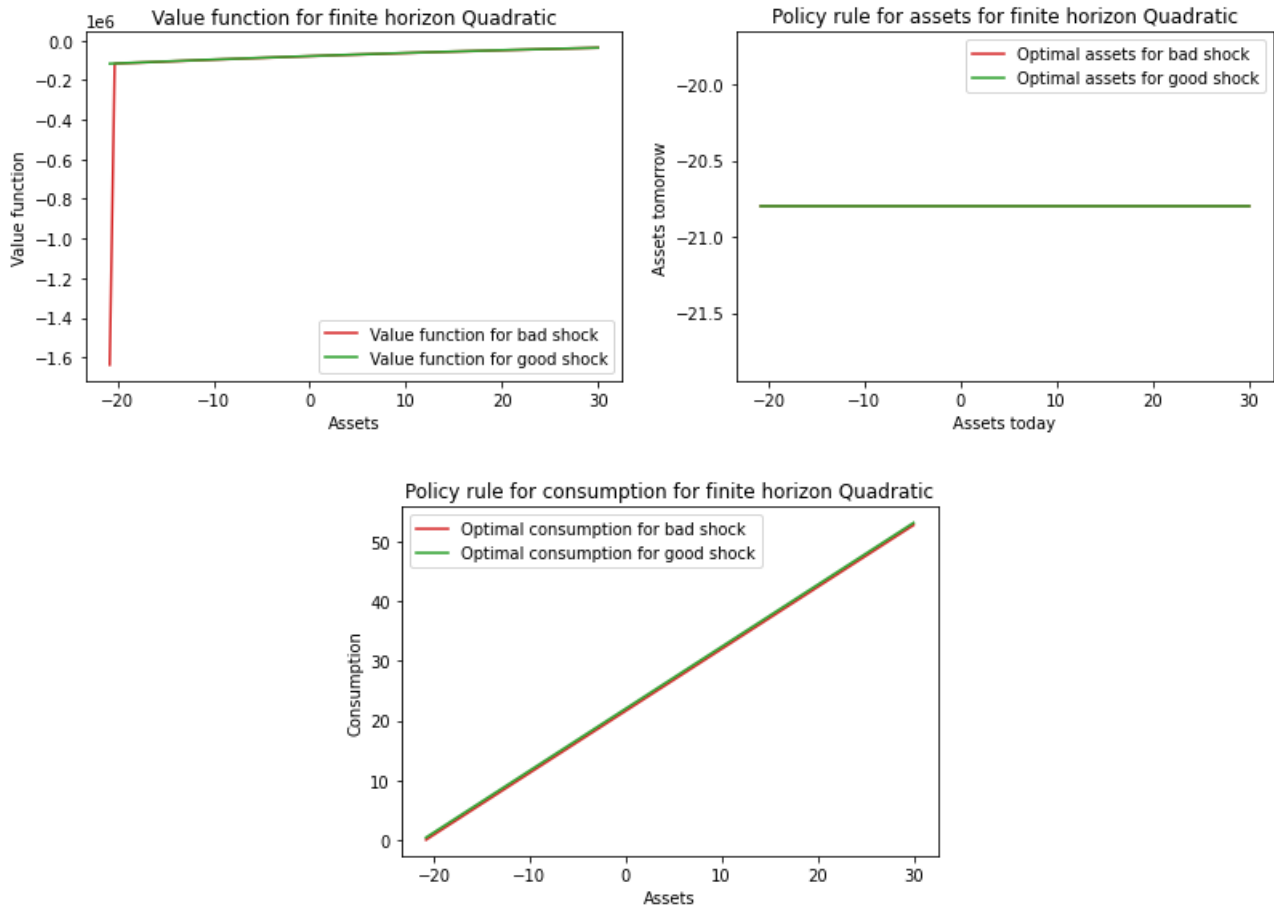 Value function for finite horizon Quadratic
1e6
0.0
−0.2
−0.4
−0.6
−0.8
−1.0
−1.2
−1.4
−1.6
Value function
Value function for bad shock
Value function for good shock
−20 −10 0 10 20 30
Assets
Policy rule for assets for finite horizon Quadratic
Optimal assets for bad shock
Optimal assets for good shock
−20.0
−20.5
−21.0
−21.5
Assets tomorrow
−20 −10 0 10 20 30
Assets today
Policy rule for consumption for finite horizon Quadratic
Optimal consumption for bad shock
Optimal consumption for good shock
50
40
30
20
10
0
Consumption
−20 −10 0 10 20 30
Assets